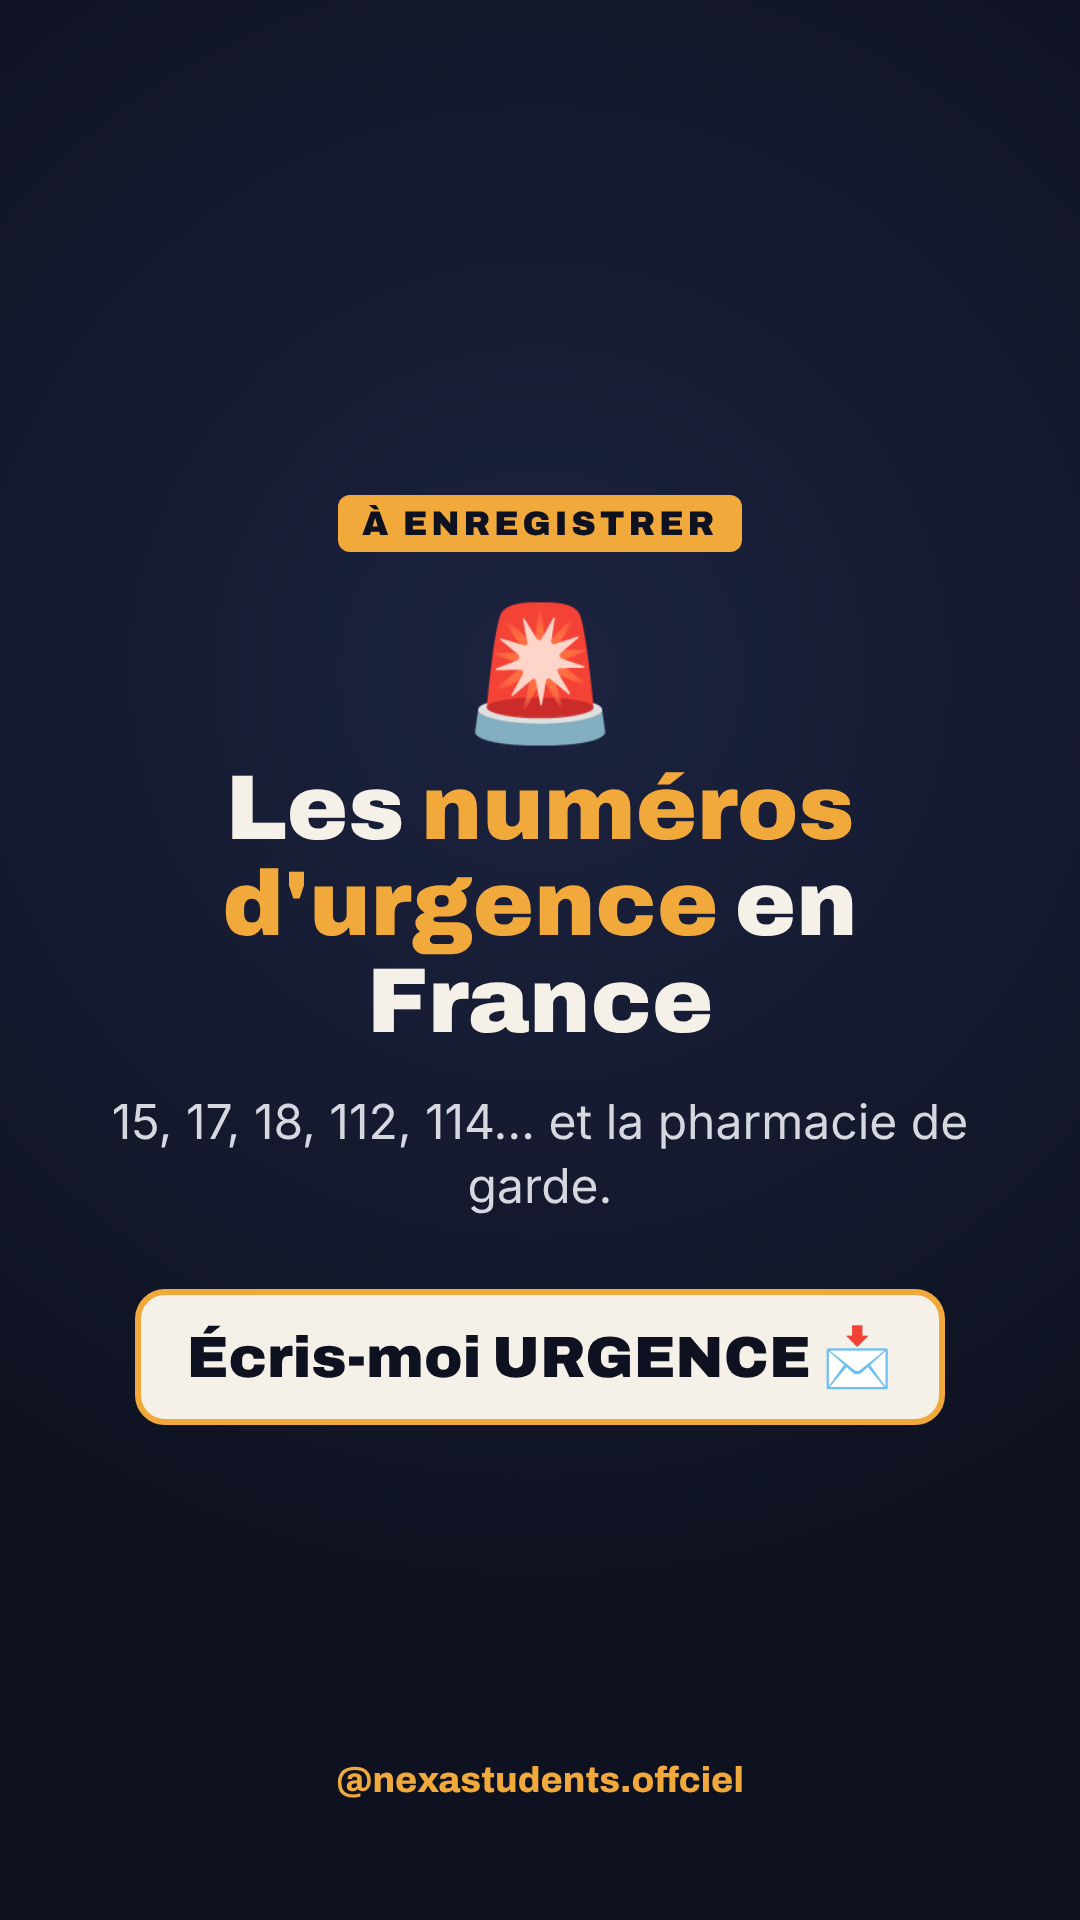 À ENREGISTRER
Les numéros
d'urgence en
France
15, 17, 18, 112, 114... et la pharmacie de
garde.
Écris-moi URGENCE
@nexastudents.offciel